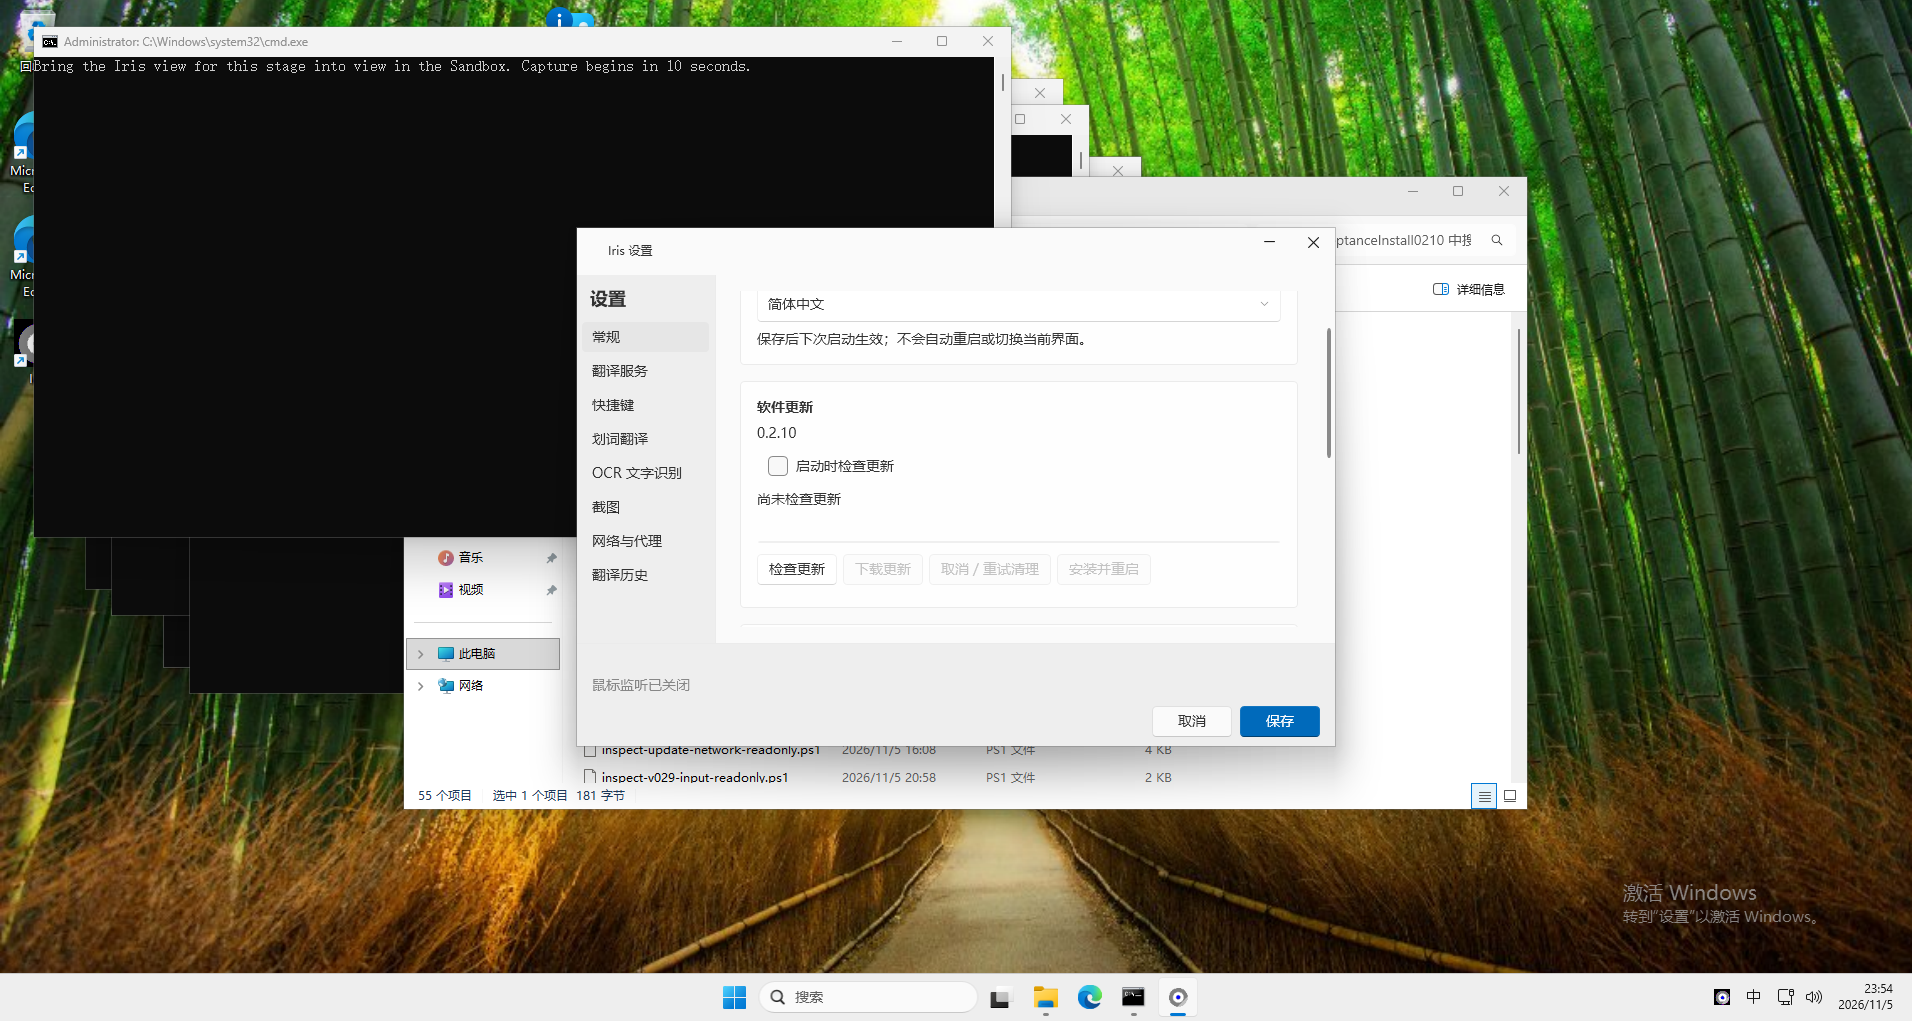 Administrator: C:\Windows\system32\cmd.exe
Bring the Iris view for this stage into view in the Sandbox. Capture begins in 10 seconds.
Iris 设置
设置
常规
翻译服务
快捷键
划词翻译
OCR 文字识别
截图
网络与代理
翻译历史
简体中文
保存后下次启动生效；不会自动重启或切换当前界面。
软件更新
0.2.10
启动时检查更新
尚未检查更新
检查更新
下载更新
取消 / 重试清理
安装并重启
鼠标监听已关闭
取消
保存
ptanceInstall0210 中搜
详细信息
音乐
视频
此电脑
网络
inspect-update-network-readonly.ps1 2026/11/5 16:08 PS1 文件 4 KB
inspect-v029-input-readonly.ps1 2026/11/5 20:58 PS1 文件 2 KB
55 个项目 选中 1 个项目 181 字节
激活 Windows
转到"设置"以激活 Windows。
搜索
中
23:54
2026/11/5